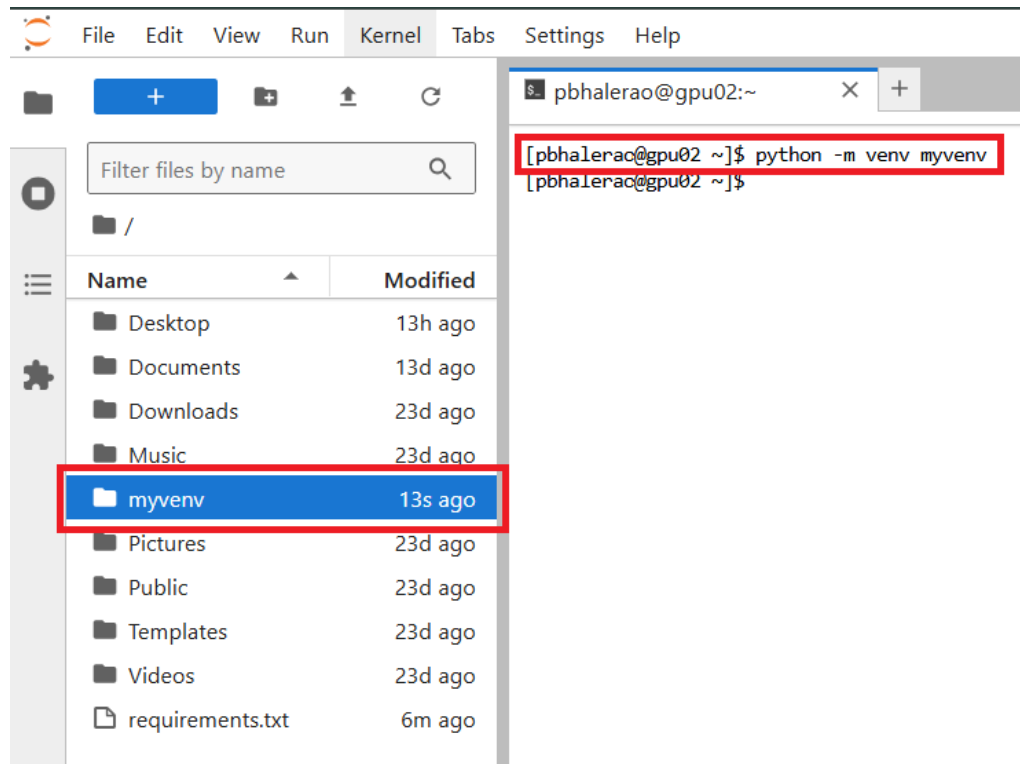 File Edit View Run Kernel Tabs Settings Help
+
$_ pbhalerao@gpu02:~ × +
Filter files by name
/
Name Modified
Desktop 13h ago
Documents 13d ago
Downloads 23d ago
Music 23d ago
myvenv 13s ago
Pictures 23d ago
Public 23d ago
Templates 23d ago
Videos 23d ago
requirements.txt 6m ago
[pbhalerao@gpu02 ~]$ python -m venv myvenv
[pbhalerao@gpu02 ~]$